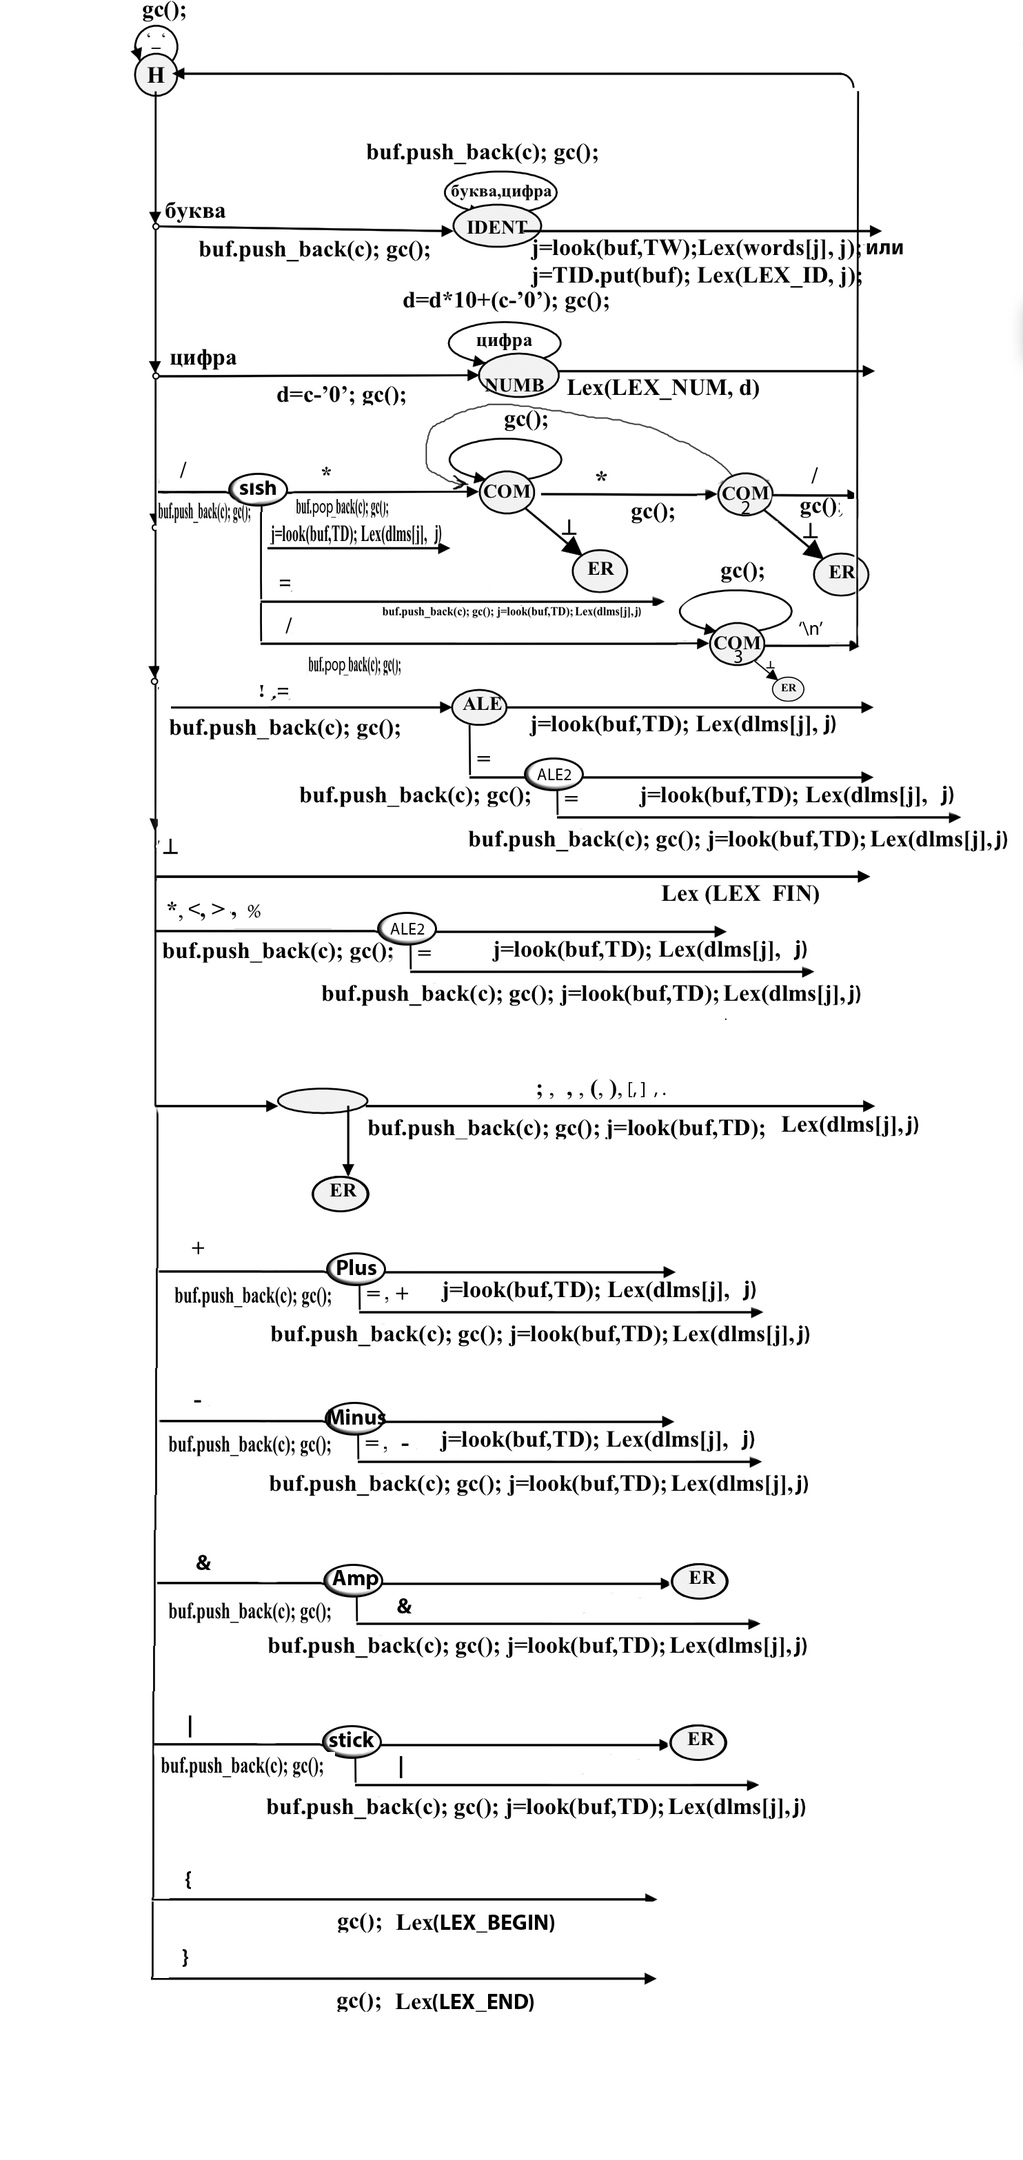 gc();
‘ _ ‘
H
buf.push_back(c); gc();
буква,цифра
буква
IDENT
buf.push_back(c); gc();
j=look(buf,TW);Lex(words[j], j); или
j=TID.put(buf); Lex(LEX_ID, j);
d=d*10+(c-’0’); gc();
цифра
цифра
NUMB
d=c-’0’; gc();
Lex(LEX_NUM, d)
gc();
/
*
sısh
COM
*
COM
2
/
buf.push_back(c); gc();
buf.pop_back(c); gc();
gc();
gc();
j=look(buf,TD); Lex(dlms[j], j)
⊥
⊥
ER
ER
=
gc();
buf.push_back(c); gc(); j=look(buf,TD); Lex(dlms[j],j)
/
COM
3
‘\n’
buf.pop_back(c); gc();
⊥
ER
! ,=
ALE
buf.push_back(c); gc();
j=look(buf,TD); Lex(dlms[j], j)
=
ALE2
buf.push_back(c); gc();
=
j=look(buf,TD); Lex(dlms[j], j)
buf.push_back(c); gc(); j=look(buf,TD); Lex(dlms[j],j)
⊥
Lex (LEX_FIN)
*, <, > , %
ALE2
buf.push_back(c); gc();
=
j=look(buf,TD); Lex(dlms[j], j)
buf.push_back(c); gc(); j=look(buf,TD); Lex(dlms[j],j)
; , , , (, ), [,] , .
buf.push_back(c); gc(); j=look(buf,TD); Lex(dlms[j],j)
ER
+
Plus
buf.push_back(c); gc();
= , +
j=look(buf,TD); Lex(dlms[j], j)
buf.push_back(c); gc(); j=look(buf,TD); Lex(dlms[j],j)
-
Minus
buf.push_back(c); gc();
= , -
j=look(buf,TD); Lex(dlms[j], j)
buf.push_back(c); gc(); j=look(buf,TD); Lex(dlms[j],j)
&
Amp
ER
buf.push_back(c); gc();
&
buf.push_back(c); gc(); j=look(buf,TD); Lex(dlms[j],j)
|
stick
ER
buf.push_back(c); gc();
|
buf.push_back(c); gc(); j=look(buf,TD); Lex(dlms[j],j)
{
gc(); Lex(LEX_BEGIN)
}
gc(); Lex(LEX_END)